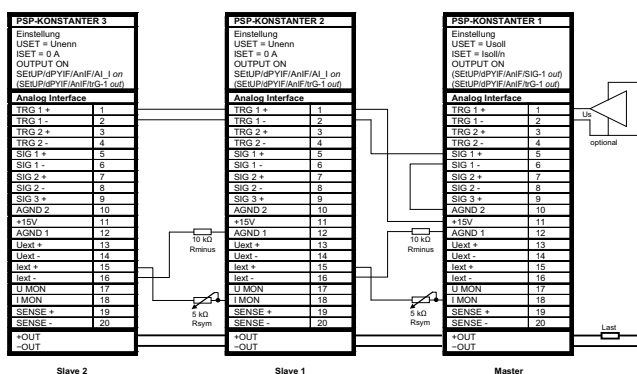 PSP-KONSTANTER 3
Einstellung
USET = Unenn
ISET = 0 A
OUTPUT ON
SEtUP/dPYIF/AnIF/AI_I on
(SEtUP/dPYIF/AnIF/trG-1 out)
Analog Interface
TRG 1 + 1
TRG 1 - 2
TRG 2 + 3
TRG 2 - 4
SIG 1 + 5
SIG 1 - 6
SIG 2 + 7
SIG 2 - 8
SIG 3 + 9
AGND 2 10
+15V 11
AGND 1 12
Uext + 13
Uext - 14
Iext + 15
Iext - 16
U MON 17
I MON 18
SENSE + 19
SENSE - 20
+OUT
–OUT
Slave 2
10 kΩ
Rminus
5 kΩ
Rsym
PSP-KONSTANTER 2
Einstellung
USET = Unenn
ISET = 0 A
OUTPUT ON
SEtUP/dPYIF/AnIF/AI_I on
(SEtUP/dPYIF/AnIF/trG-1 out)
Analog Interface
TRG 1 + 1
TRG 1 - 2
TRG 2 + 3
TRG 2 - 4
SIG 1 + 5
SIG 1 - 6
SIG 2 + 7
SIG 2 - 8
SIG 3 + 9
AGND 2 10
+15V 11
AGND 1 12
Uext + 13
Uext - 14
Iext + 15
Iext - 16
U MON 17
I MON 18
SENSE + 19
SENSE - 20
+OUT
–OUT
Slave 1
10 kΩ
Rminus
5 kΩ
Rsym
PSP-KONSTANTER 1
Einstellung
USET = Usoll
ISET = Isoll/n
OUTPUT ON
(SEtUP/dPYIF/AnIF/SIG-1 out)
(SEtUP/dPYIF/AnIF/trG-1 out)
Analog Interface
TRG 1 + 1
TRG 1 - 2
TRG 2 + 3
TRG 2 - 4
SIG 1 + 5
SIG 1 - 6
SIG 2 + 7
SIG 2 - 8
SIG 3 + 9
AGND 2 10
+15V 11
AGND 1 12
Uext + 13
Uext - 14
Iext + 15
Iext - 16
U MON 17
I MON 18
SENSE + 19
SENSE - 20
+OUT
–OUT
Master
Us
optional
Last